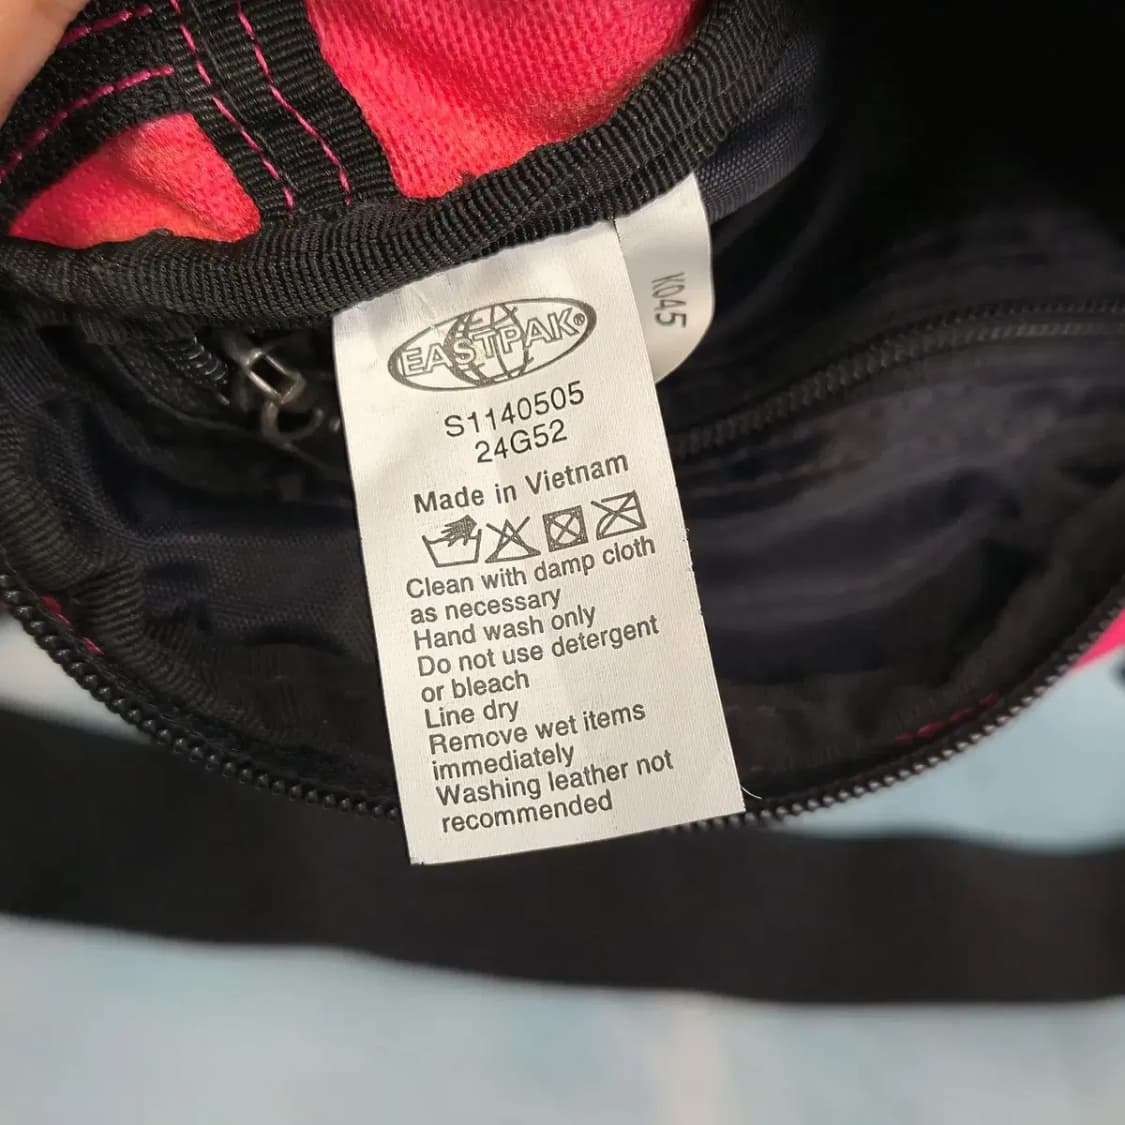 EASTPAK®
S1140505
24G52
Made in Vietnam
Clean with damp cloth
as necessary
Hand wash only
Do not use detergent
or bleach
Line dry
Remove wet items
immediately
Washing leather not
recommended
KQ45